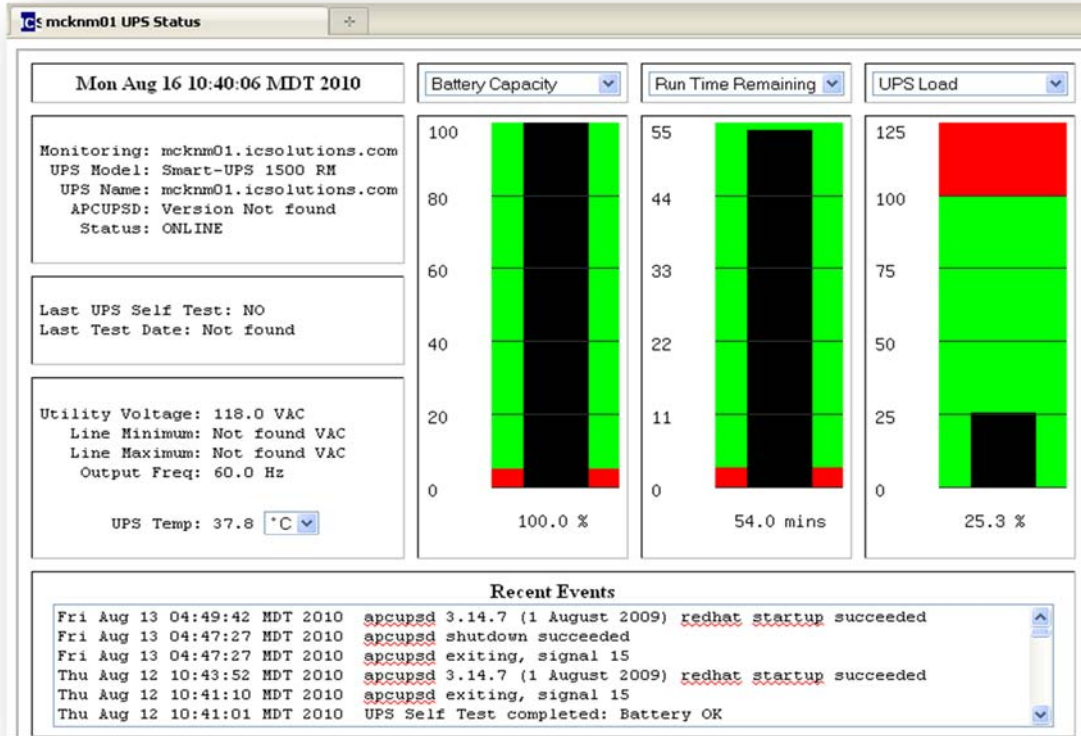 ICS mcknm01 UPS Status
Mon Aug 16 10:40:06 MDT 2010
Monitoring: mcknm01.icsolutions.com
UPS Model: Smart-UPS 1500 RM
UPS Name: mcknm01.icsolutions.com
APCUPSD: Version Not found
Status: ONLINE
Last UPS Self Test: NO
Last Test Date: Not found
Utility Voltage: 118.0 VAC
Line Minimum: Not found VAC
Line Maximum: Not found VAC
Output Freq: 60.0 Hz
UPS Temp: 37.8 °C
Battery Capacity
100
80
60
40
20
0
100.0 %
Run Time Remaining
55
44
33
22
11
0
54.0 mins
UPS Load
125
100
75
50
25
0
25.3 %
Recent Events
Fri Aug 13 04:49:42 MDT 2010 apcupsd 3.14.7 (1 August 2009) redhat startup succeeded
Fri Aug 13 04:47:27 MDT 2010 apcupsd shutdown succeeded
Fri Aug 13 04:47:27 MDT 2010 apcupsd exiting, signal 15
Thu Aug 12 10:43:52 MDT 2010 apcupsd 3.14.7 (1 August 2009) redhat startup succeeded
Thu Aug 12 10:41:10 MDT 2010 apcupsd exiting, signal 15
Thu Aug 12 10:41:01 MDT 2010 UPS Self Test completed: Battery OK